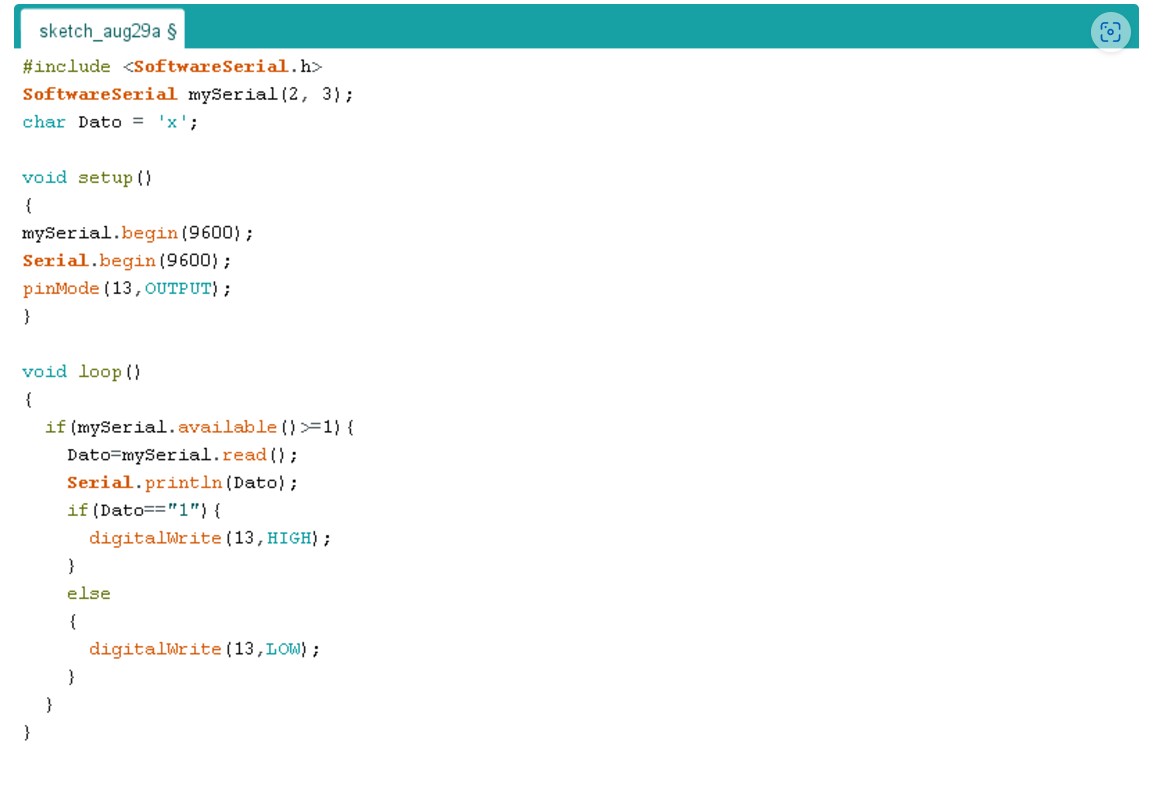 sketch_aug29a §
#include <SoftwareSerial.h>
SoftwareSerial mySerial(2, 3);
char Dato = 'x';
void setup()
{
mySerial.begin(9600);
Serial.begin(9600);
pinMode(13,OUTPUT);
}
void loop()
{
if(mySerial.available()>=1){
Dato=mySerial.read();
Serial.println(Dato);
if(Dato=="1"){
digitalWrite(13,HIGH);
}
else
{
digitalWrite(13,LOW);
}
}
}